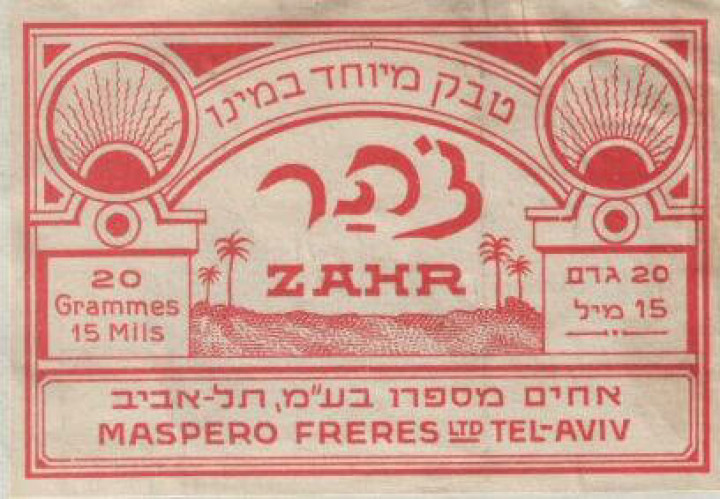 טבק מיוחד במינו
ז'הַר
ZAHR
20
Grammes
15 Mils
20 גרם
15 מיל
אחים מספרו בע"מ, תל-אביב
MASPERO FRERES LTD TEL-AVIV